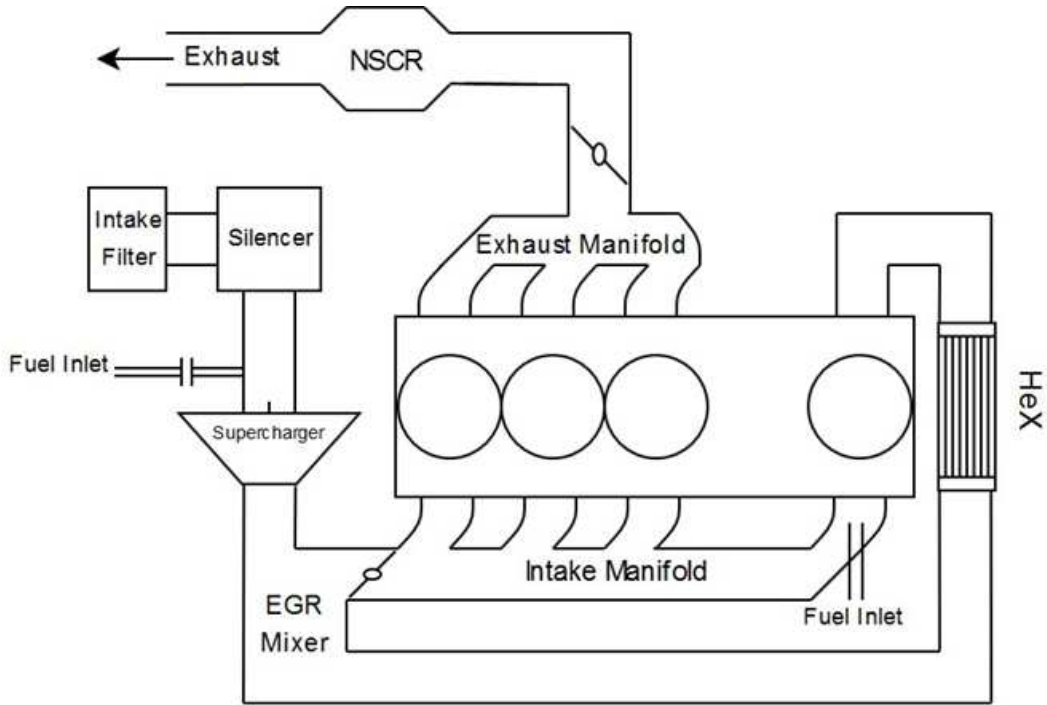 Exhaust
NSCR
Intake
Filter
Silencer
Exhaust Manifold
Fuel Inlet
Supercharger
HeX
Intake Manifold
EGR
Mixer
Fuel Inlet